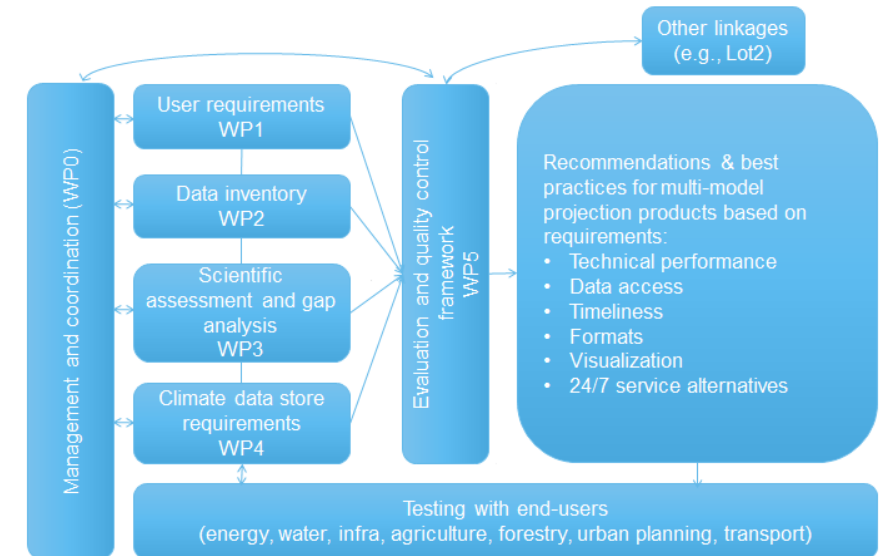 Other linkages
(e.g., Lot2)
Management and coordination (WP0)
User requirements
WP1
Data inventory
WP2
Scientific
assessment and gap
analysis
WP3
Climate data store
requirements
WP4
Evaluation and quality control
framework
WP5
Recommendations & best
practices for multi-model
projection products based on
requirements:
• Technical performance
• Data access
• Timeliness
• Formats
• Visualization
• 24/7 service alternatives
Testing with end-users
(energy, water, infra, agriculture, forestry, urban planning, transport)